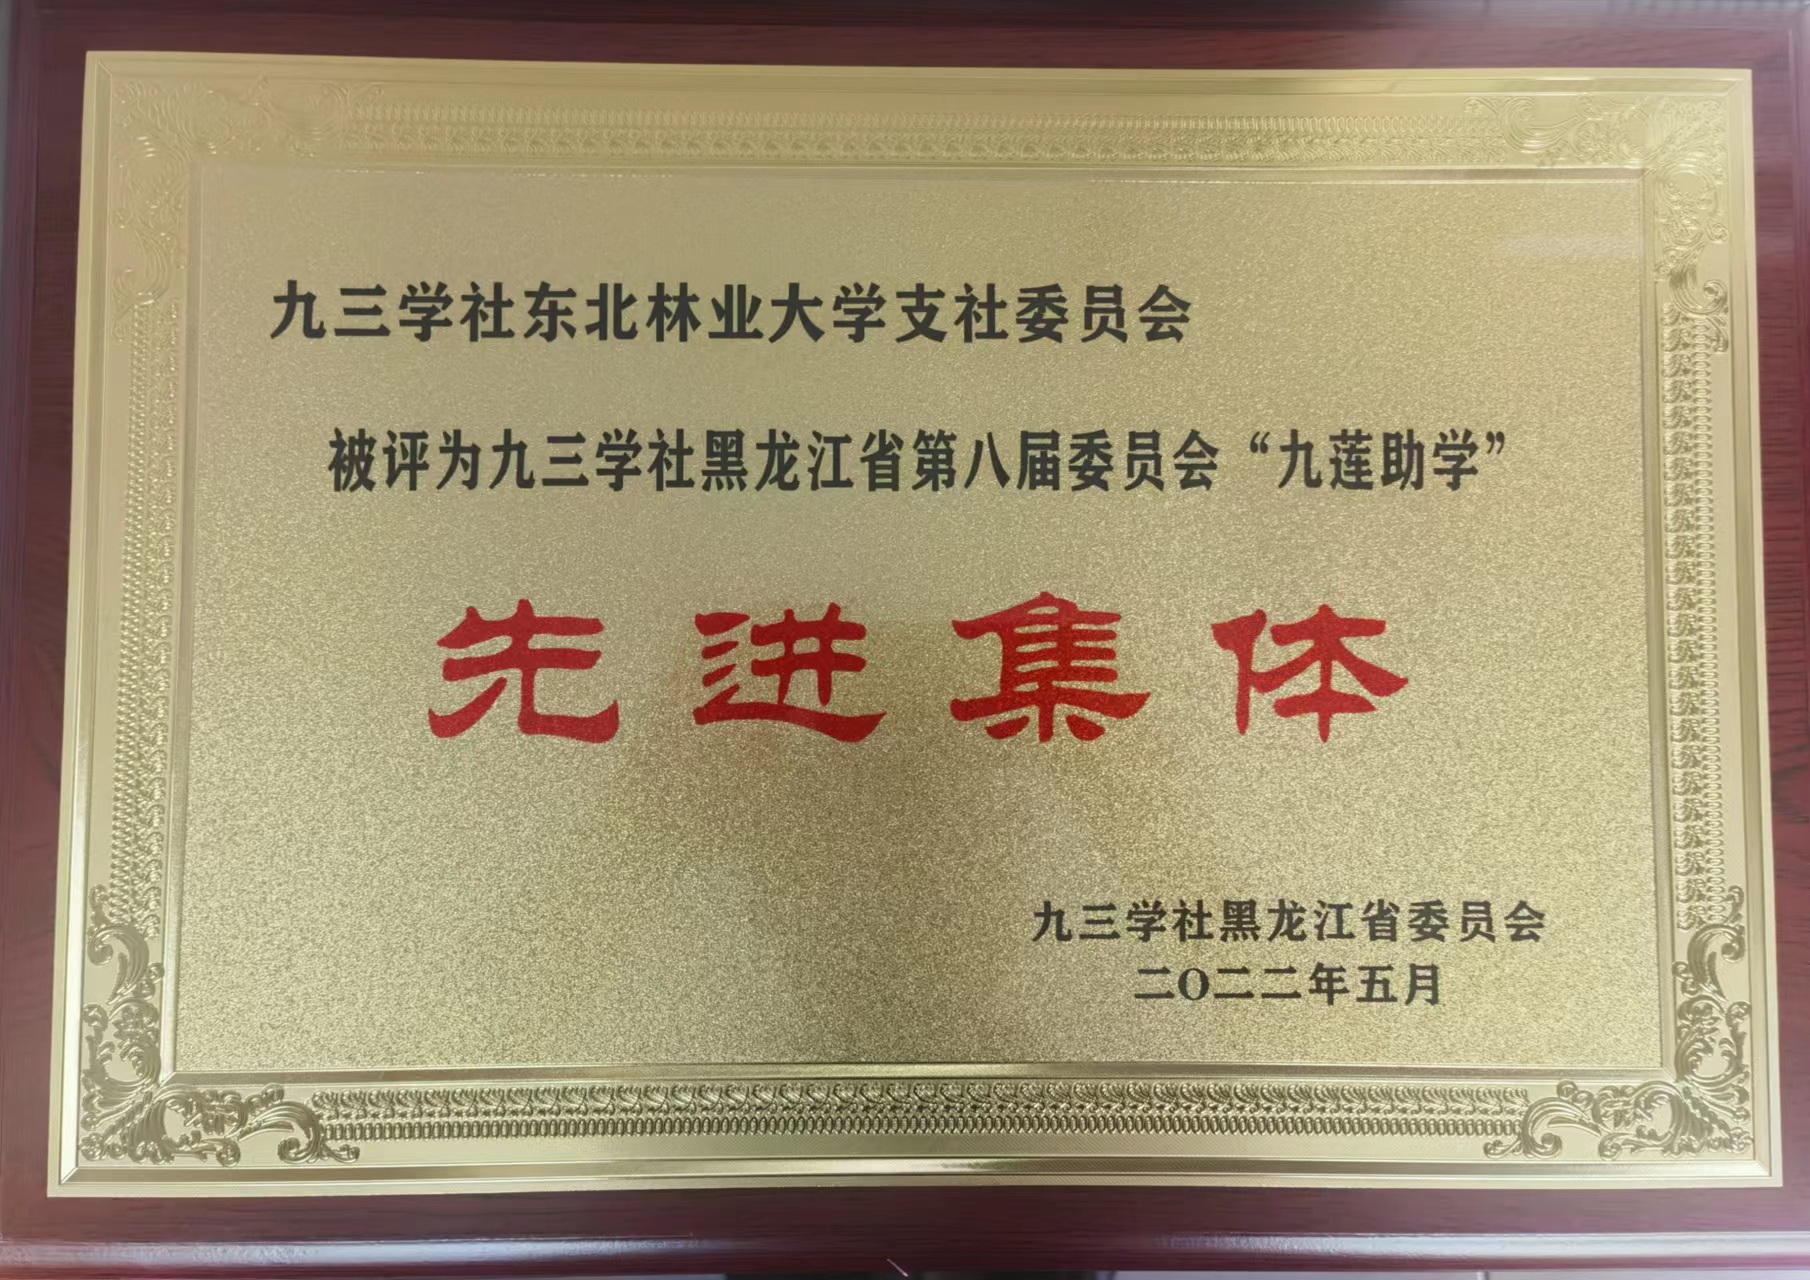 九三学社东北林业大学支社委员会
被评为九三学社黑龙江省第八届委员会“九莲助学”
先进集体
九三学社黑龙江省委员会
二〇二二年五月